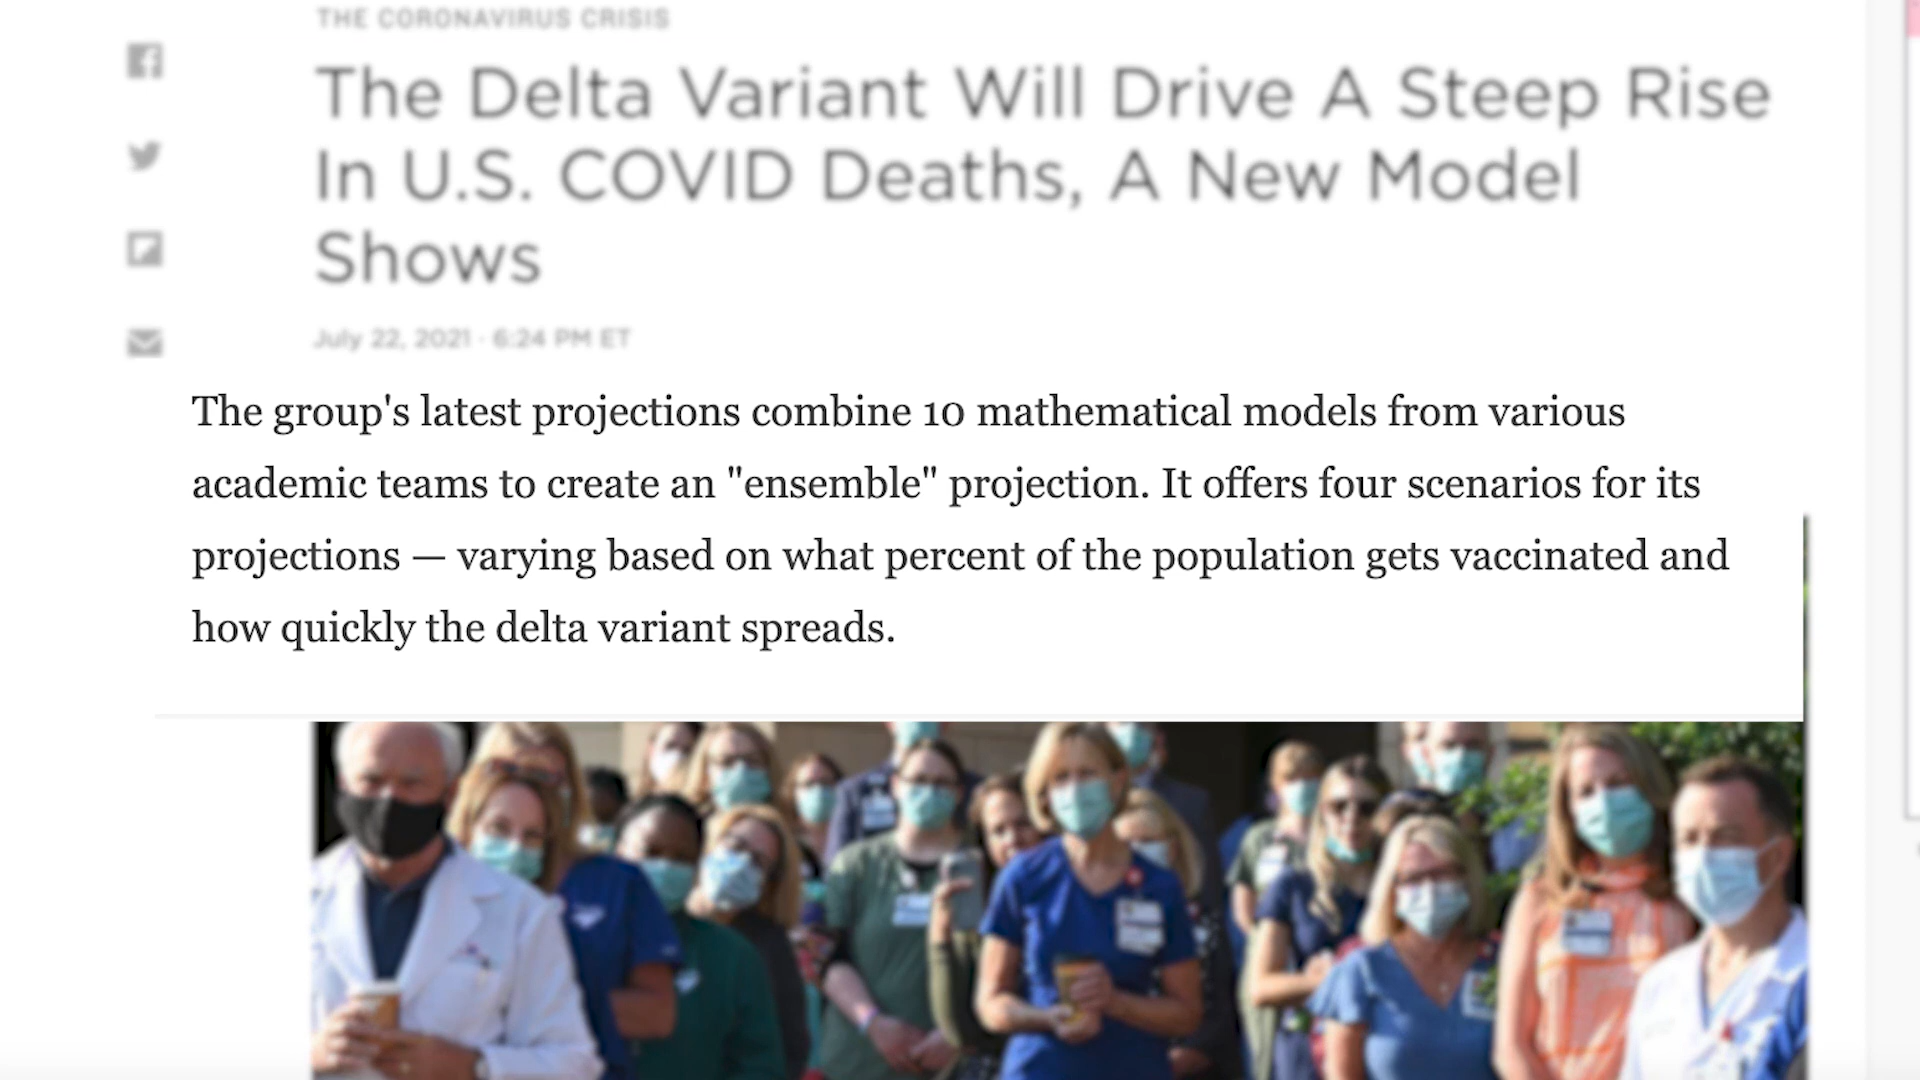 THE CORONAVIRUS CRISIS
The Delta Variant Will Drive A Steep Rise
In U.S. COVID Deaths, A New Model
Shows
July 22, 2021 · 6:24 PM ET
The group's latest projections combine 10 mathematical models from various
academic teams to create an "ensemble" projection. It offers four scenarios for its
projections — varying based on what percent of the population gets vaccinated and
how quickly the delta variant spreads.